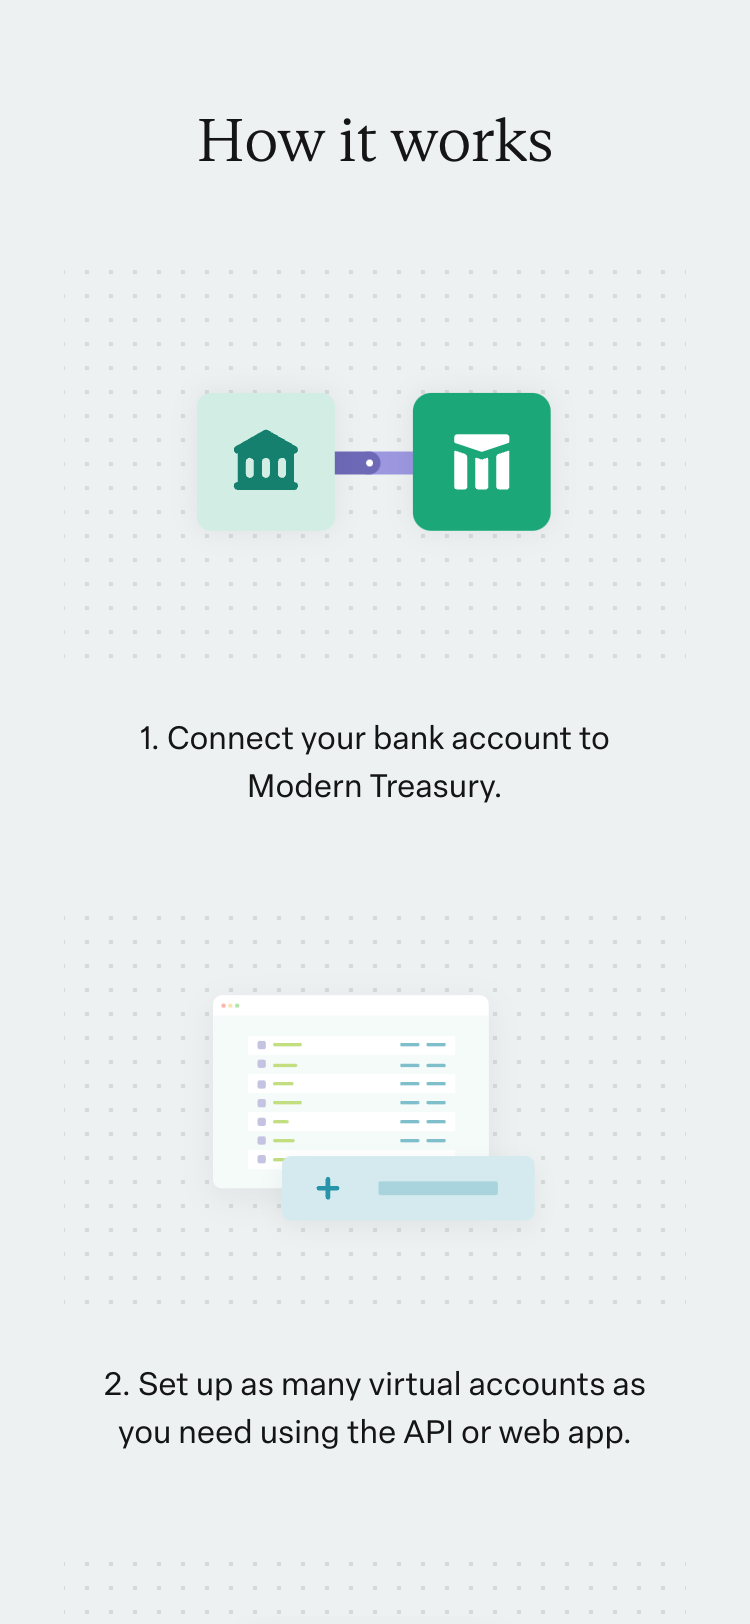 How it works
1. Connect your bank account to
Modern Treasury.
2. Set up as many virtual accounts as
you need using the API or web app.